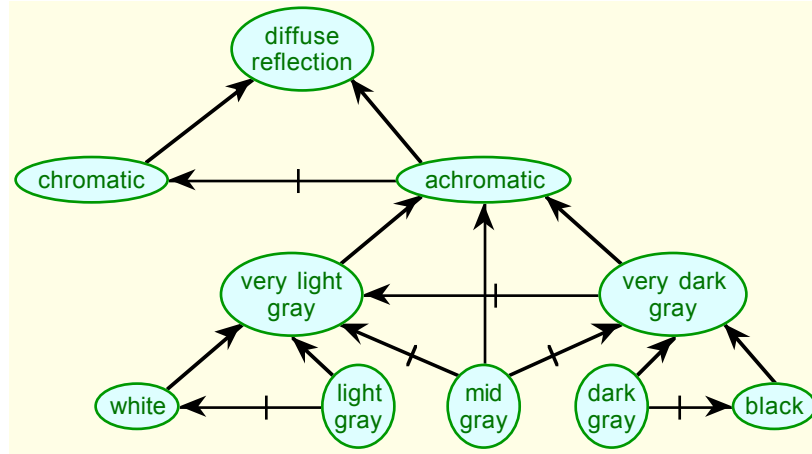 diffuse
reflection
chromatic
achromatic
very light
gray
very dark
gray
white
light
gray
mid
gray
dark
gray
black